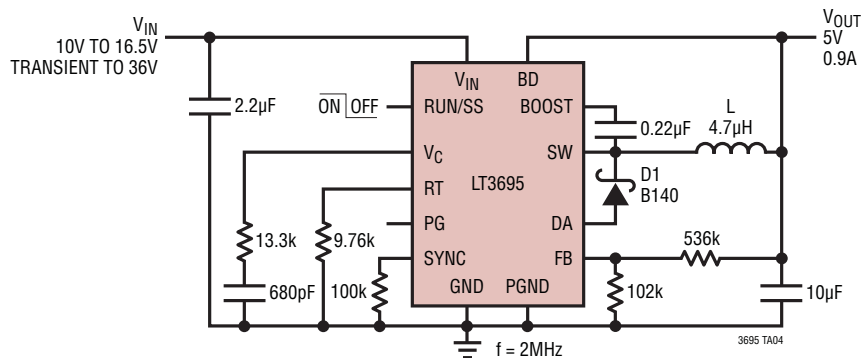 VIN
10V TO 16.5V
TRANSIENT TO 36V
VOUT
5V
0.9A
VIN
BD
2.2µF
ON OFF
RUN/SS
BOOST
0.22µF
L
4.7µH
VC
SW
RT
LT3695
D1
B140
PG
DA
13.3k
9.76k
536k
SYNC
FB
680pF
100k
GND
PGND
102k
10µF
f = 2MHz
3695 TA04